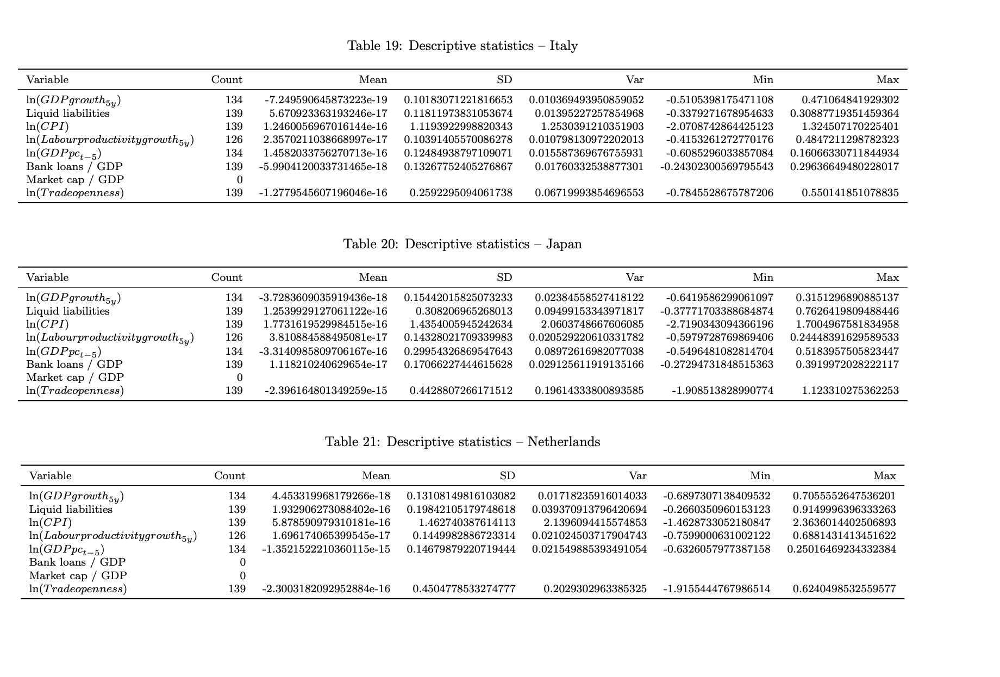 Table 19: Descriptive statistics – Italy
Variable Count Mean SD Var Min Max
ln(GDPgrowth5y) 134 -7.249590645873223e-19 0.10183071221816653 0.010369493950859052 -0.5105398175471108 0.471064841929302
Liquid liabilities 139 5.670923363193246e-17 0.11811973831053674 0.01395227257854968 -0.3379271678954633 0.30887719351459364
ln(CPI) 139 1.2460056967016144e-16 1.1193922998820343 1.2530391210351903 -2.0708742864425123 1.324507170225401
ln(Labourproductivitygrowth5y) 126 2.3570211038668997e-17 0.10391405570086278 0.010798130972202013 -0.4153261272770176 0.4847211298782323
ln(GDPpct−5) 134 1.4582033756270713e-16 0.12484938797109071 0.015587369676755931 -0.6085296033857084 0.16066330711844934
Bank loans / GDP 139 -5.9904120033731465e-18 0.13267752405276867 0.01760332538877301 -0.24302300569795543 0.29636649480228017
Market cap / GDP 0
ln(Tradeopenness) 139 -1.2779545607196046e-16 0.2592295094061738 0.06719993854696553 -0.7845528675787206 0.550141851078835
Table 20: Descriptive statistics – Japan
Variable Count Mean SD Var Min Max
ln(GDPgrowth5y) 134 -3.7283609035919436e-18 0.15442015825073233 0.02384558527418122 -0.6419586299061097 0.3151296890885137
Liquid liabilities 139 1.2539929127061122e-16 0.308206965268013 0.09499153343971817 -0.37771703388684874 0.7626419809488446
ln(CPI) 139 1.7731619529984515e-16 1.4354005945242634 2.0603748667606085 -2.7190343094366196 1.7004967581834958
ln(Labourproductivitygrowth5y) 126 3.810884588495081e-17 0.14328021709339983 0.020529220610331782 -0.5979728769869406 0.24448391629589533
ln(GDPpct−5) 134 -3.3140985809706167e-16 0.29954326869547643 0.08972616982077038 -0.5496481082814704 0.5183957505823447
Bank loans / GDP 139 1.118210240629654e-17 0.17066227444615628 0.029125611919135166 -0.27294731848515363 0.3919972028222117
Market cap / GDP 0
ln(Tradeopenness) 139 -2.396164801349259e-15 0.4428807266171512 0.19614333800893585 -1.908513828990774 1.123310275362253
Table 21: Descriptive statistics – Netherlands
Variable Count Mean SD Var Min Max
ln(GDPgrowth5y) 134 4.453319968179266e-18 0.13108149816103082 0.01718235916014033 -0.6897307138409532 0.7055552647536201
Liquid liabilities 139 1.932906273088402e-16 0.19842105179748618 0.039370913796420694 -0.2660350960153123 0.9149996396333263
ln(CPI) 139 5.878590979310181e-16 1.462740387614113 2.1396094415574853 -1.4628733052180847 2.3636014402506893
ln(Labourproductivitygrowth5y) 126 1.696174065399545e-17 0.1449982886723314 0.021024503717904743 -0.7599000631002122 0.6881431413451622
ln(GDPpct−5) 134 -1.3521522210360115e-15 0.14679879220719444 0.021549885393491054 -0.6326057977387158 0.25016469234332384
Bank loans / GDP 0
Market cap / GDP 0
ln(Tradeopenness) 139 -2.3003182092952884e-16 0.4504778533274777 0.2029302963385325 -1.9155444767986514 0.6240498532559577